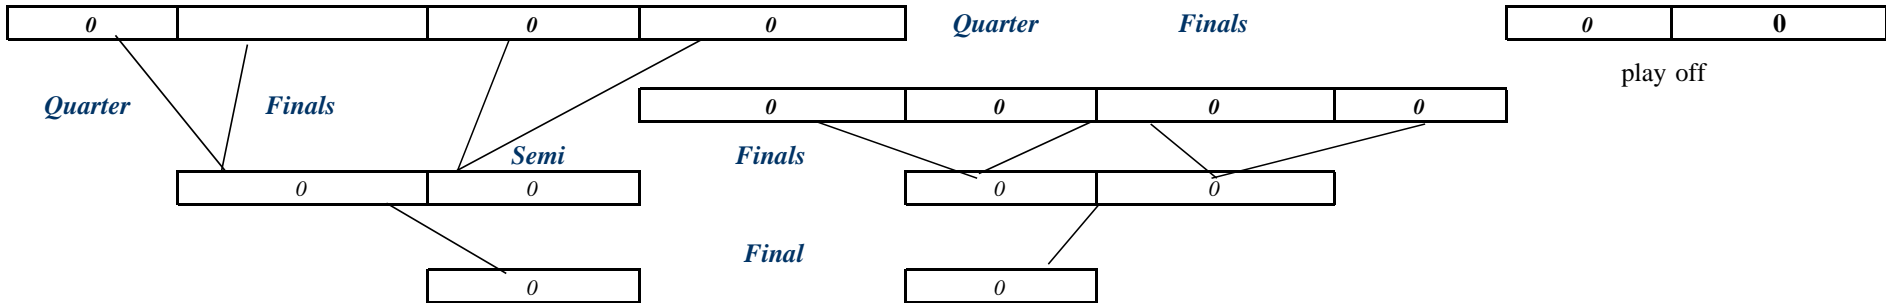 0 0 0 Quarter Finals 0 0
play off
Quarter Finals 0 0 0 0
Semi Finals
0 0 0 0
Final
0 0